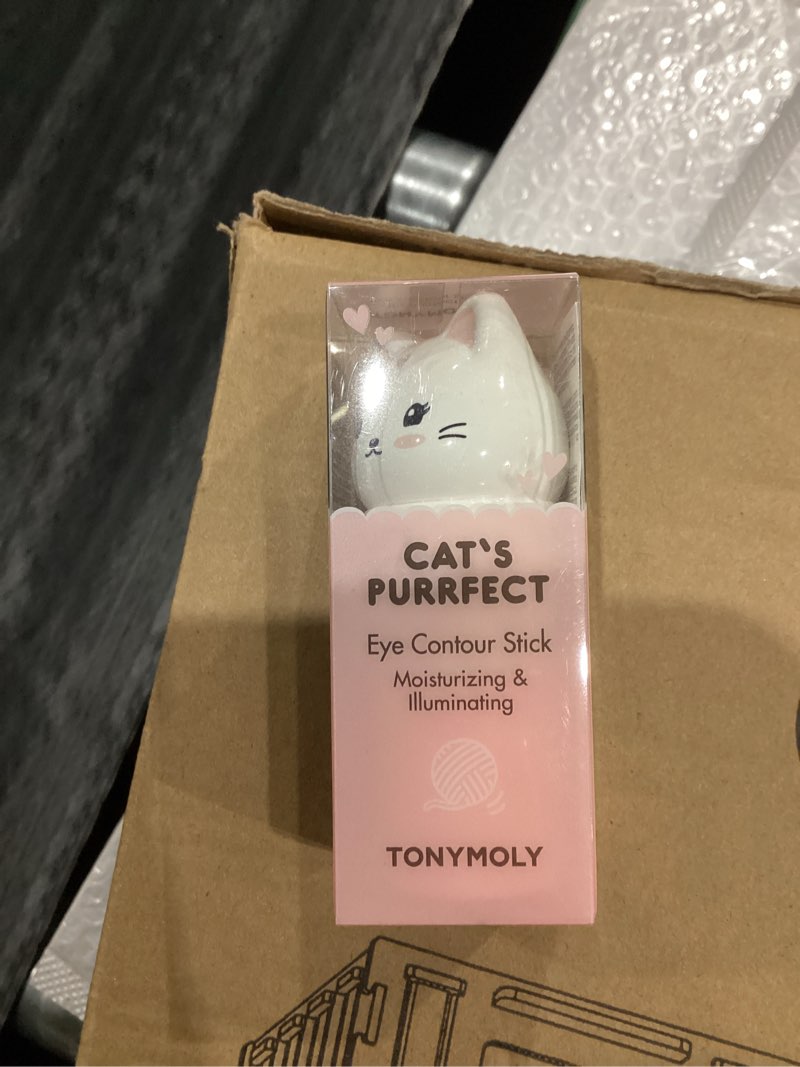 CAT`S
PURRFECT
Eye Contour Stick
Moisturizing &
Illuminating
TONYMOLY